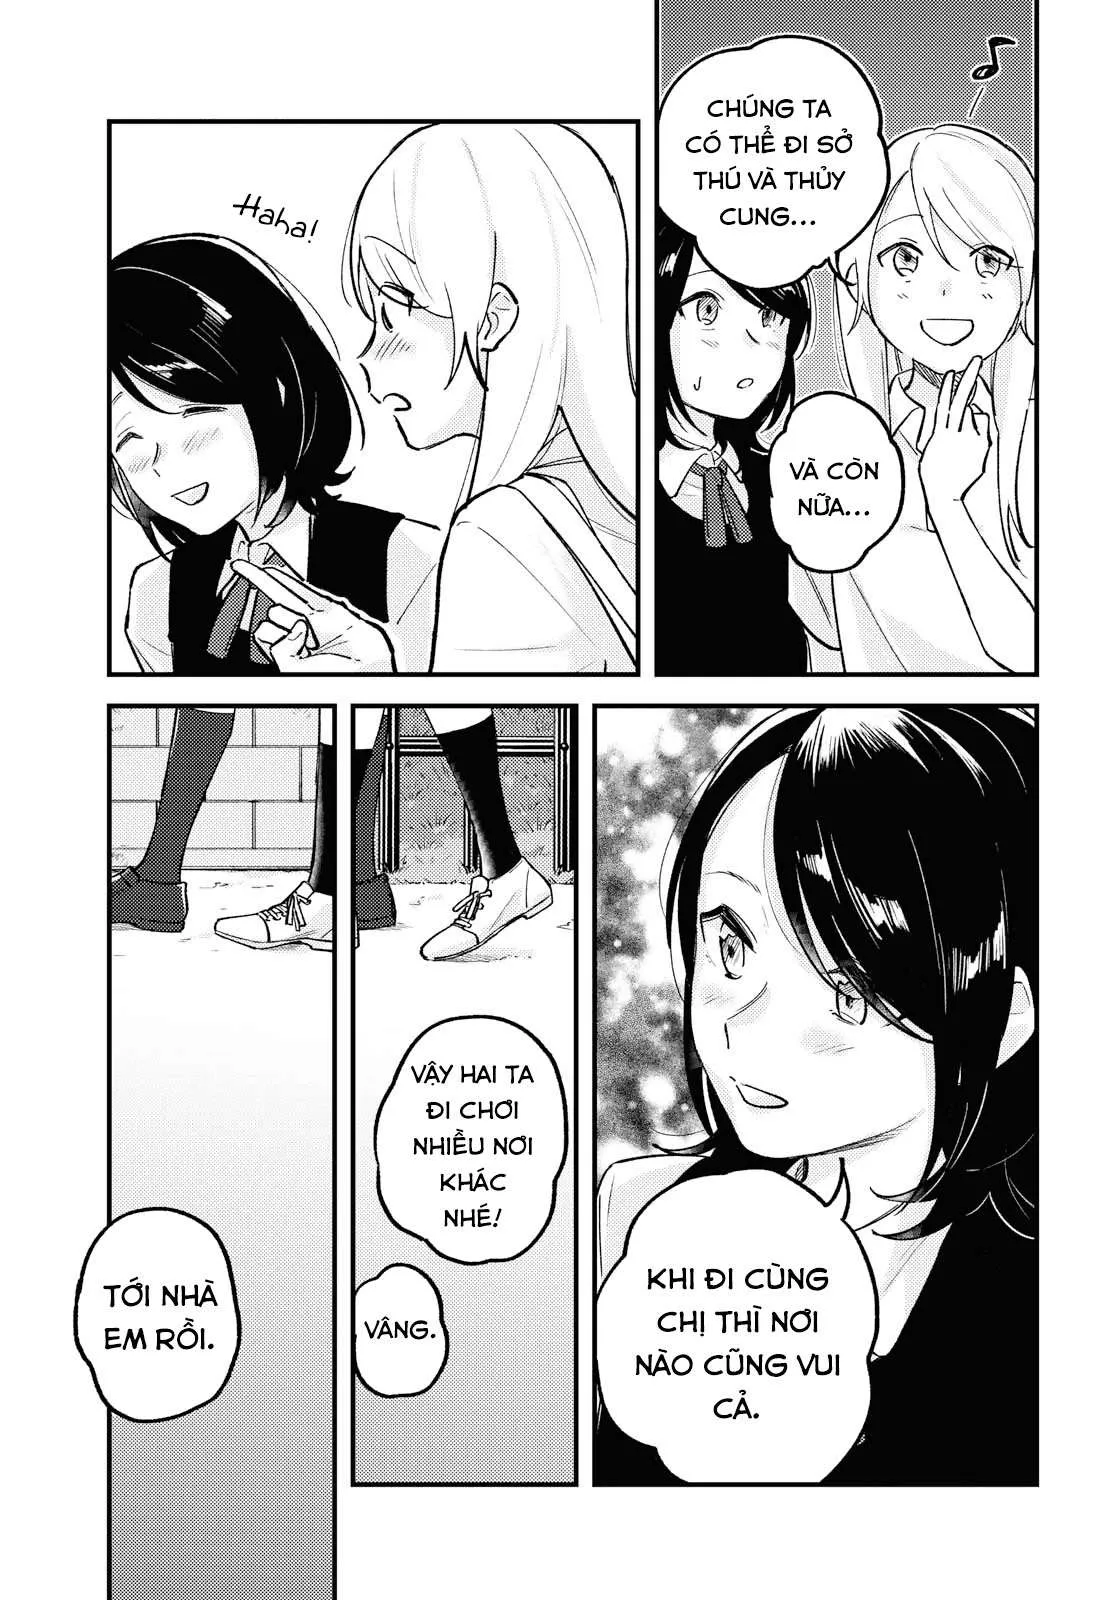 CHÚNG TA
CÓ THỂ ĐI SỞ
THÚ VÀ THỦY
CUNG...
VÀ CÒN
NỮA...
Haha!
KHI ĐI CÙNG
CHỊ THÌ NƠI
NÀO CŨNG VUI
CẢ.
VẬY HAI TA
ĐI CHƠI
NHIỀU NƠI
KHÁC
NHÉ!
VÂNG.
TỚI NHÀ
EM RỒI.